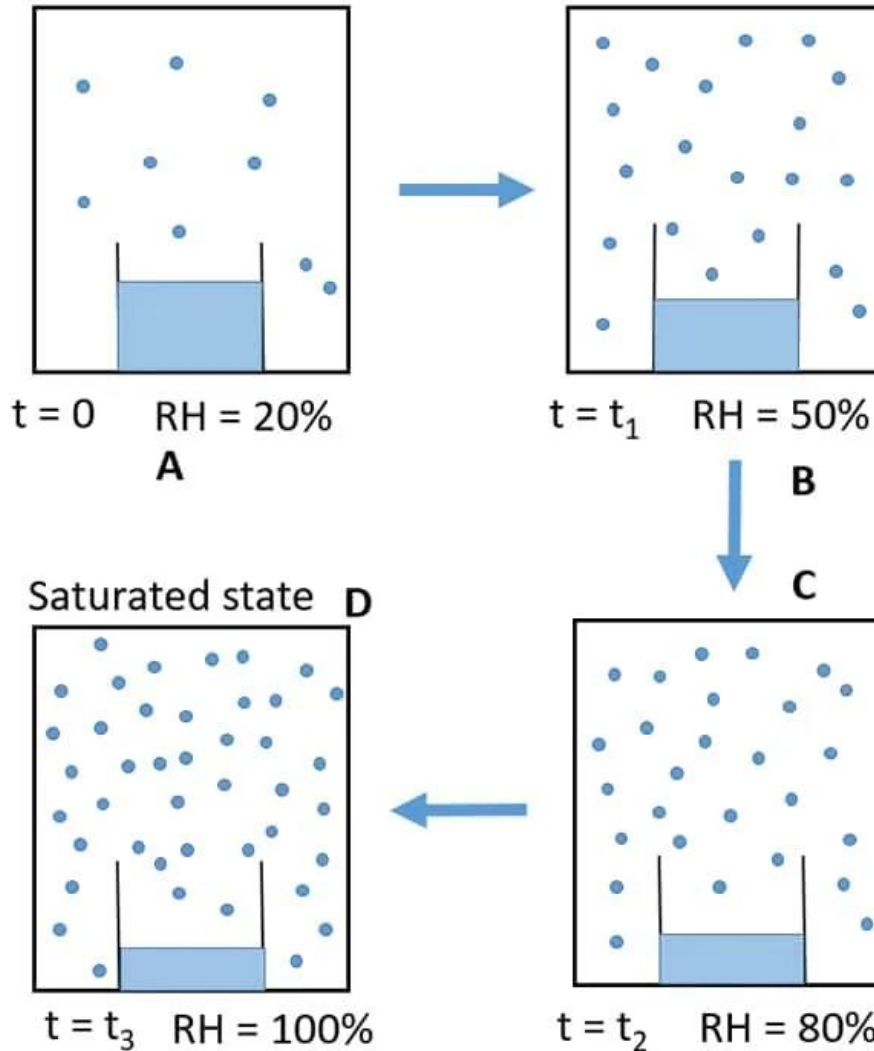 t = 0 RH = 20%
A
t = t₁ RH = 50%
B
C
Saturated state D
t = t₃ RH = 100%
t = t₂ RH = 80%